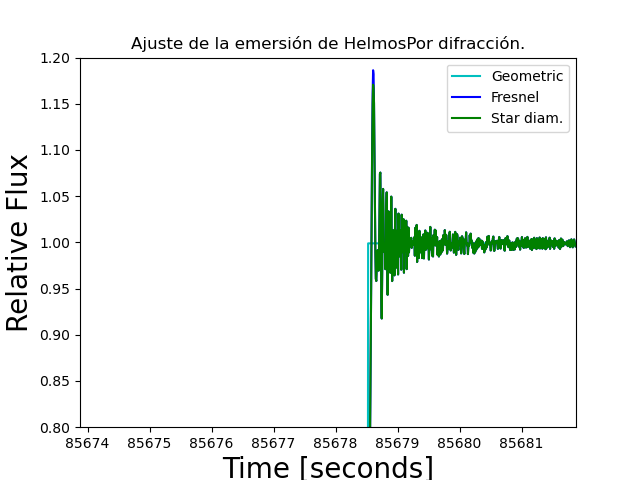 Ajuste de la emersión de HelmosPor difracción.
Relative Flux
1.20
1.15
1.10
1.05
1.00
0.95
0.90
0.85
0.80
Geometric
Fresnel
Star diam.
85674 85675 85676 85677 85678 85679 85680 85681
Time [seconds]